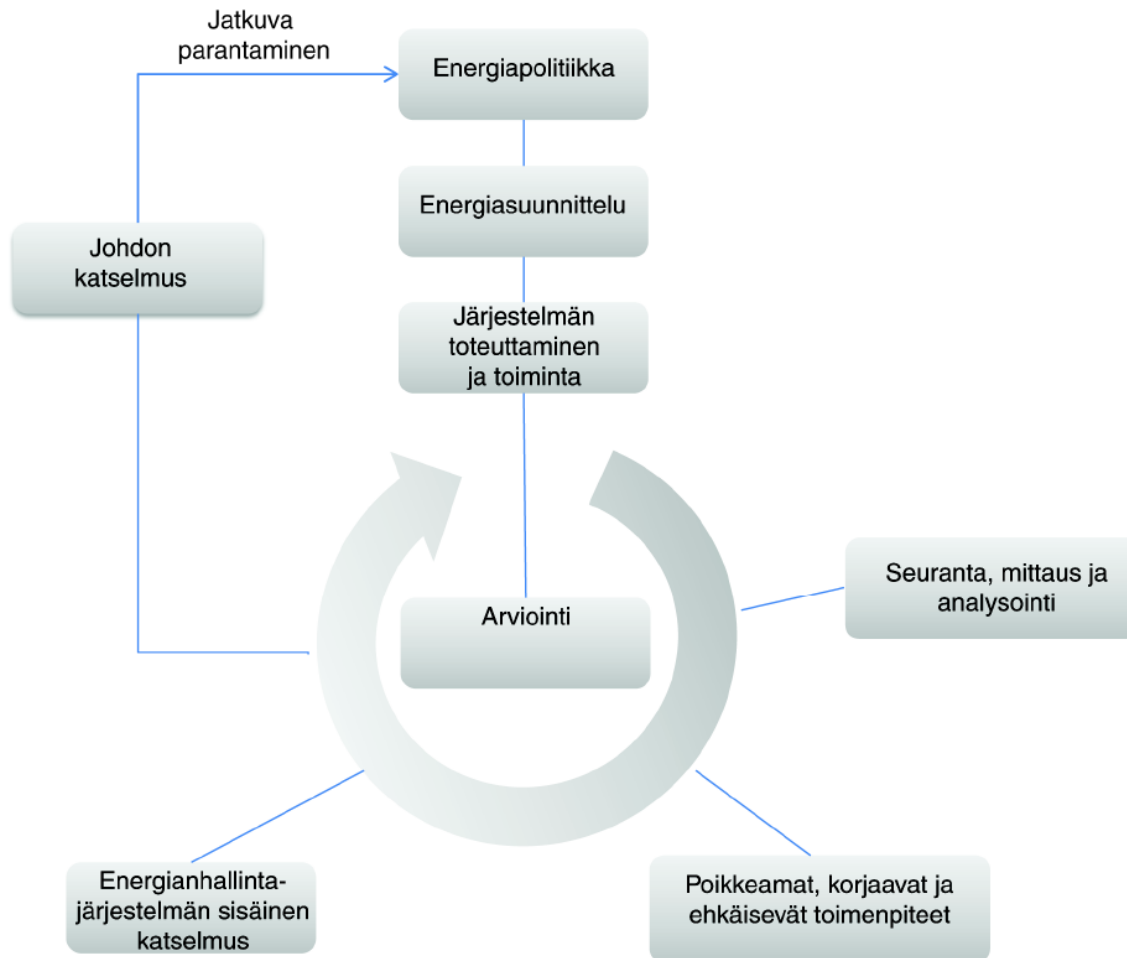 Jatkuva
parantaminen
Energiapolitiikka
Energiasuunnittelu
Johdon
katselmus
Järjestelmän
toteuttaminen
ja toiminta
Seuranta, mittaus ja
analysointi
Arviointi
Energianhallinta-
järjestelmän sisäinen
katselmus
Poikkeamat, korjaavat ja
ehkäisevät toimenpiteet